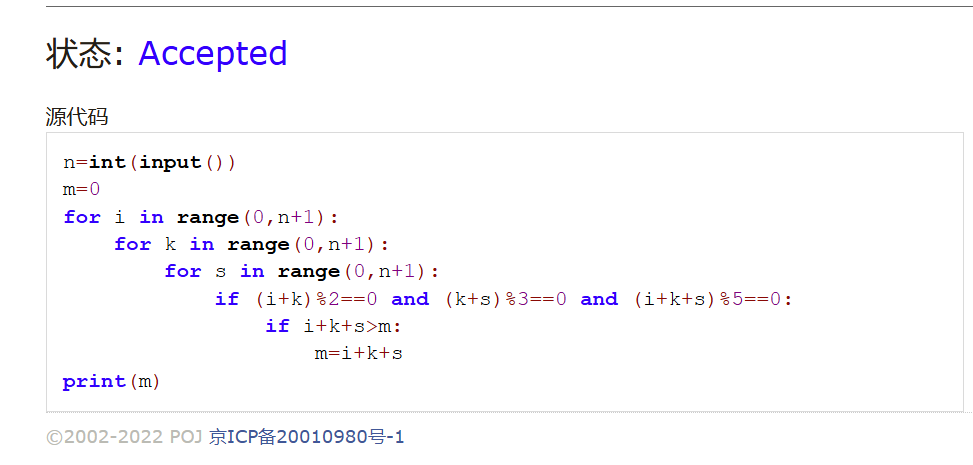 状态: Accepted
源代码
n=int(input())
m=0
for i in range(0,n+1):
    for k in range(0,n+1):
        for s in range(0,n+1):
            if (i+k)%2==0 and (k+s)%3==0 and (i+k+s)%5==0:
                if i+k+s>m:
                    m=i+k+s
print(m)
©2002-2022 POJ 京ICP备20010980号-1